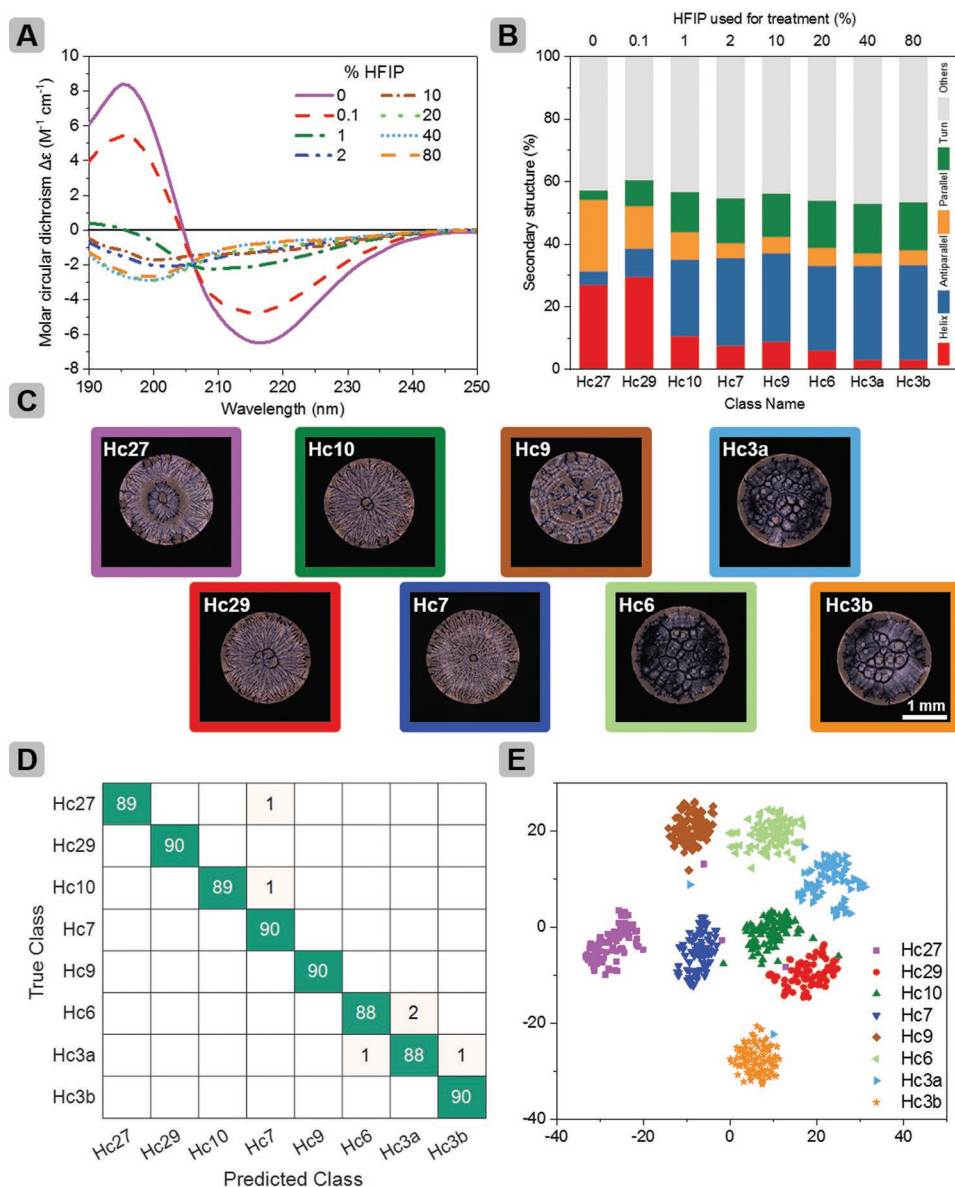 A
10
8
6
4
2
0
-2
-4
-6
-8
190
200
210
220
230
240
250
Molar circular dichroism Δε (M⁻¹ cm⁻¹)
Wavelength (nm)
% HFIP
0
0.1
1
2
10
20
40
80
B
HFIP used for treatment (%)
0 0.1 1 2 10 20 40 80
100
80
60
40
20
0
Secondary structure (%)
Hc27 Hc29 Hc10 Hc7 Hc9 Hc6 Hc3a Hc3b
Class Name
Others
Turn
Parallel
Antiparallel
Helix
C
Hc27
Hc10
Hc9
Hc3a
Hc29
Hc7
Hc6
Hc3b
1 mm
D
True Class
Hc27 89 1
Hc29 90
Hc10 89 1
Hc7 90
Hc9 90
Hc6 88 2
Hc3a 1 88 1
Hc3b 90
Hc27 Hc29 Hc10 Hc7 Hc9 Hc6 Hc3a Hc3b
Predicted Class
E
20
0
-20
-40
-40 -20 0 20 40
Hc27
Hc29
Hc10
Hc7
Hc9
Hc6
Hc3a
Hc3b